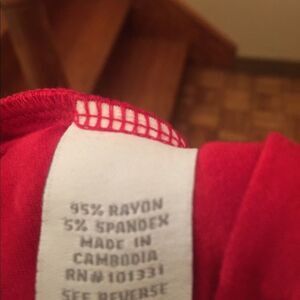 95% RAYON
5% SPANDEX
MADE IN
CAMBODIA
RN#101331
SEE REVERSE